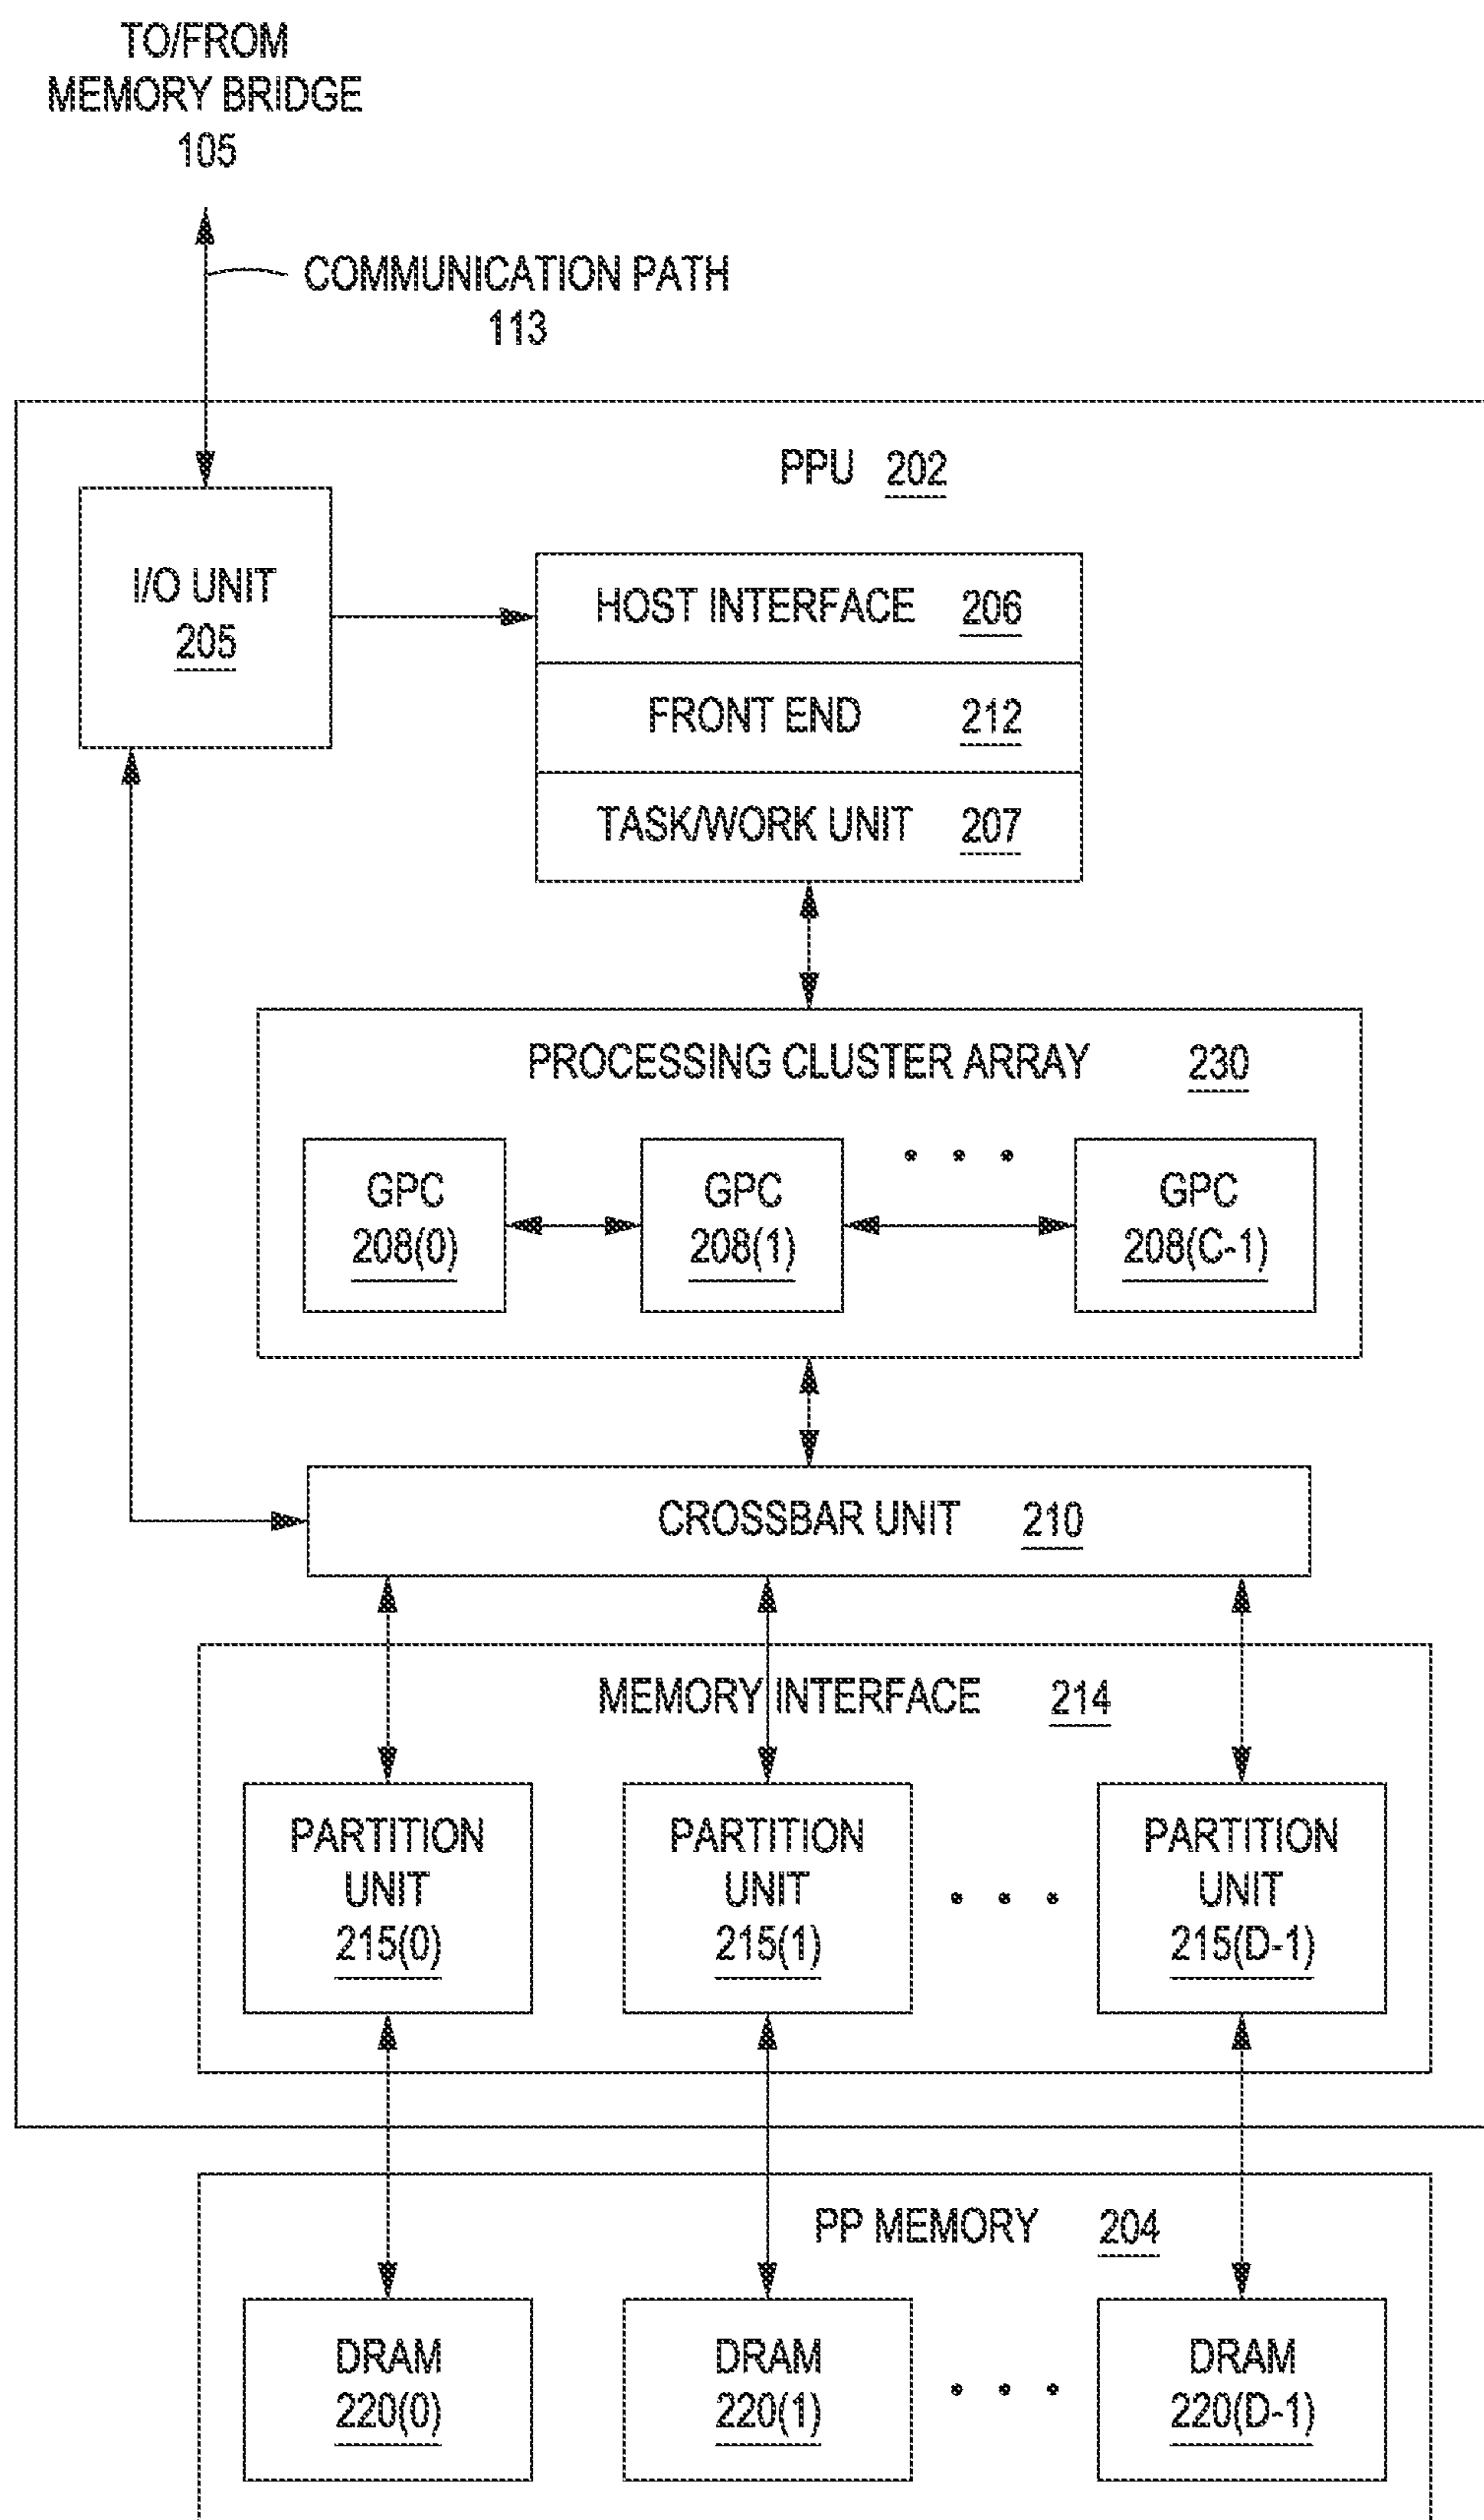 TO/FROM
MEMORY BRIDGE
105
COMMUNICATION PATH
113
PPU 202
I/O UNIT
205
HOST INTERFACE 206
FRONT END 212
TASK/WORK UNIT 207
PROCESSING CLUSTER ARRAY 230
GPC
208(0)
GPC
208(1)
. . .
GPC
208(C-1)
CROSSBAR UNIT 210
MEMORY INTERFACE 214
PARTITION
UNIT
215(0)
PARTITION
UNIT
215(1)
. . .
PARTITION
UNIT
215(D-1)
PP MEMORY 204
DRAM
220(0)
DRAM
220(1)
. . .
DRAM
220(D-1)